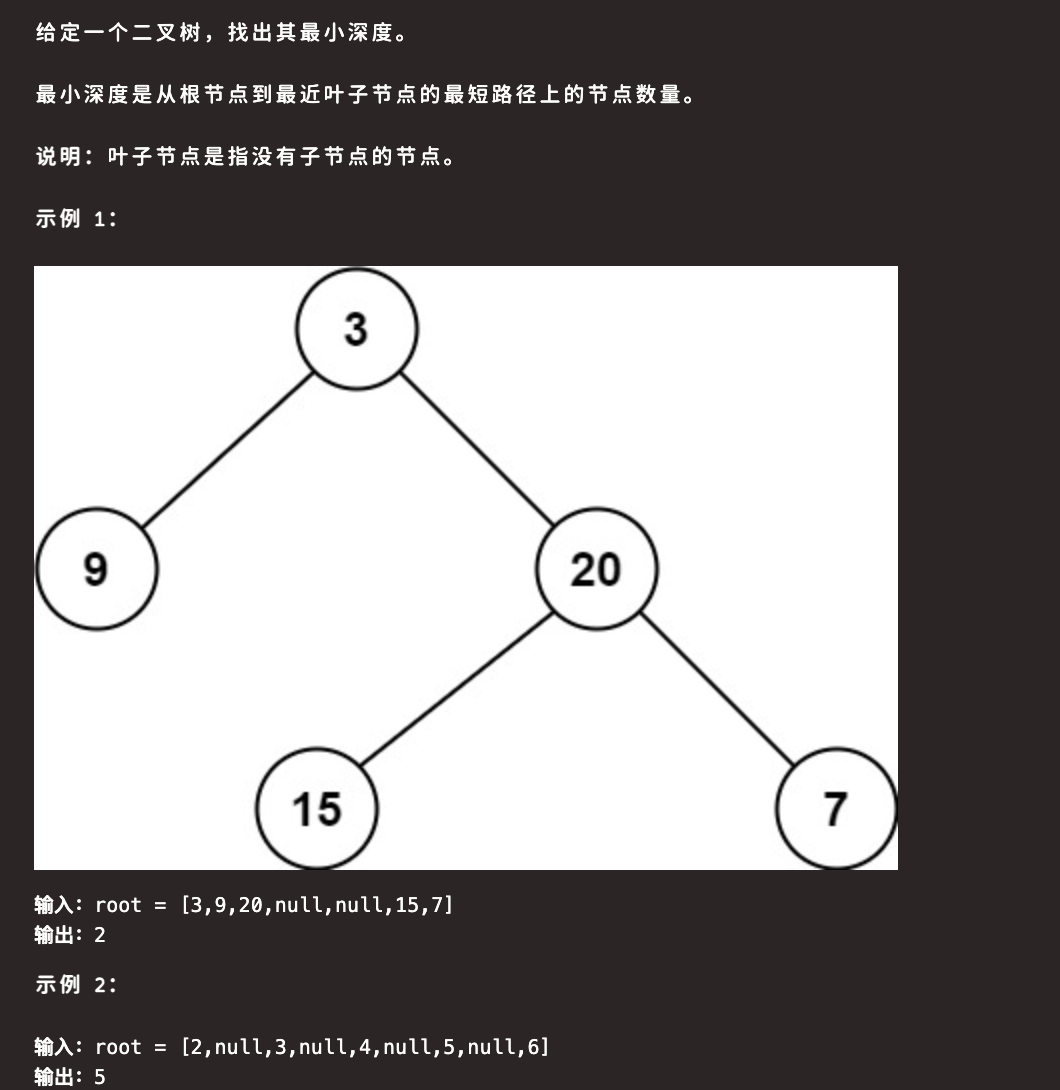 给定一个二叉树，找出其最小深度。
最小深度是从根节点到最近叶子节点的最短路径上的节点数量。
说明：叶子节点是指没有子节点的节点。
示例 1：
3
9
20
15
7
输入：root = [3,9,20,null,null,15,7]
输出：2
示例 2：
输入：root = [2,null,3,null,4,null,5,null,6]
输出：5